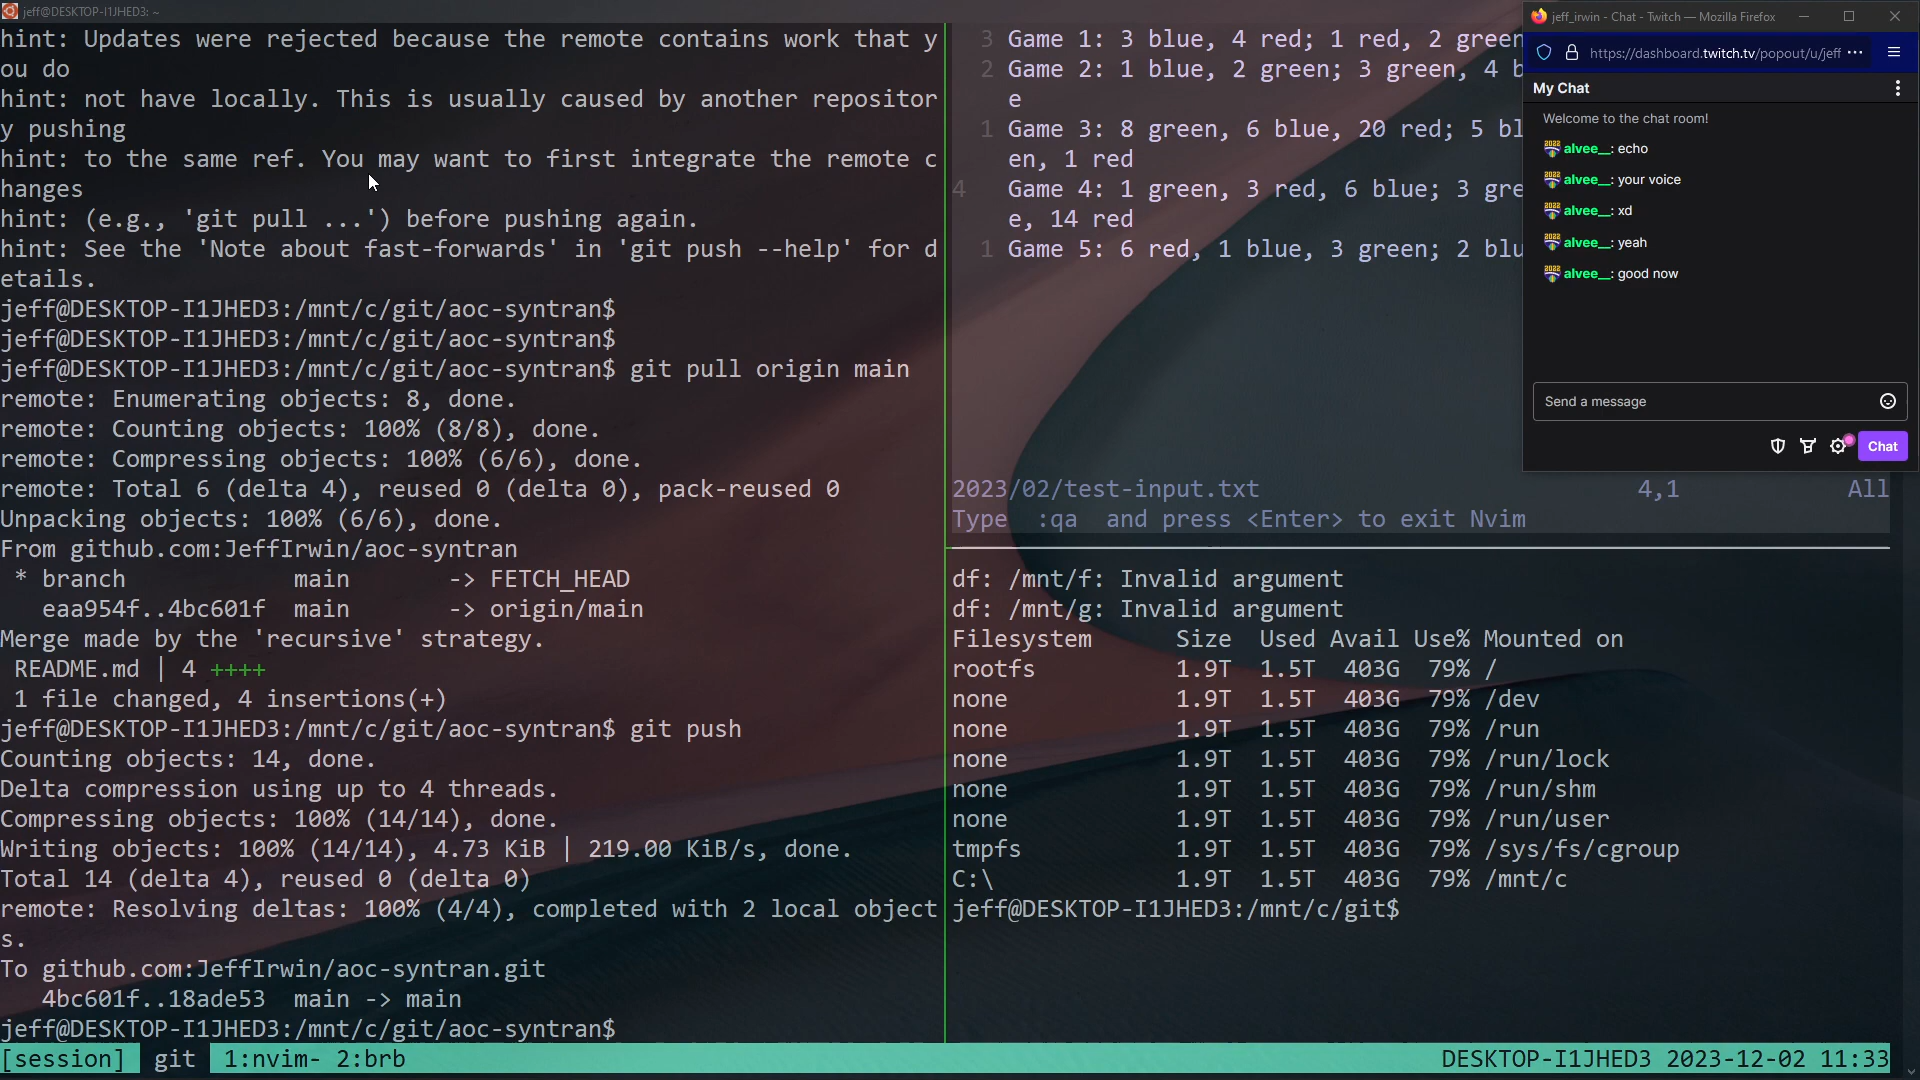 jeff@DESKTOP-I1JHED3: ~
hint: Updates were rejected because the remote contains work that y
ou do
hint: not have locally. This is usually caused by another repositor
y pushing
hint: to the same ref. You may want to first integrate the remote c
hanges
hint: (e.g., 'git pull ...') before pushing again.
hint: See the 'Note about fast-forwards' in 'git push --help' for d
etails.
jeff@DESKTOP-I1JHED3:/mnt/c/git/aoc-syntran$
jeff@DESKTOP-I1JHED3:/mnt/c/git/aoc-syntran$
jeff@DESKTOP-I1JHED3:/mnt/c/git/aoc-syntran$ git pull origin main
remote: Enumerating objects: 8, done.
remote: Counting objects: 100% (8/8), done.
remote: Compressing objects: 100% (6/6), done.
remote: Total 6 (delta 4), reused 0 (delta 0), pack-reused 0
Unpacking objects: 100% (6/6), done.
From github.com:JeffIrwin/aoc-syntran
 * branch            main       -> FETCH_HEAD
   eaa954f..4bc601f  main       -> origin/main
Merge made by the 'recursive' strategy.
 README.md | 4 ++++
 1 file changed, 4 insertions(+)
jeff@DESKTOP-I1JHED3:/mnt/c/git/aoc-syntran$ git push
Counting objects: 14, done.
Delta compression using up to 4 threads.
Compressing objects: 100% (14/14), done.
Writing objects: 100% (14/14), 4.73 KiB | 219.00 KiB/s, done.
Total 14 (delta 4), reused 0 (delta 0)
remote: Resolving deltas: 100% (4/4), completed with 2 local object
s.
To github.com:JeffIrwin/aoc-syntran.git
   4bc601f..18ade53  main -> main
jeff@DESKTOP-I1JHED3:/mnt/c/git/aoc-syntran$
3 Game 1: 3 blue, 4 red; 1 red, 2 green
2 Game 2: 1 blue, 2 green; 3 green, 4 b
e
1 Game 3: 8 green, 6 blue, 20 red; 5 bl
en, 1 red
4 Game 4: 1 green, 3 red, 6 blue; 3 gre
e, 14 red
1 Game 5: 6 red, 1 blue, 3 green; 2 blu
2023/02/test-input.txt 4,1 All
Type  :qa  and press <Enter> to exit Nvim
df: /mnt/f: Invalid argument
df: /mnt/g: Invalid argument
Filesystem      Size  Used Avail Use% Mounted on
rootfs          1.9T  1.5T  403G  79% /
none            1.9T  1.5T  403G  79% /dev
none            1.9T  1.5T  403G  79% /run
none            1.9T  1.5T  403G  79% /run/lock
none            1.9T  1.5T  403G  79% /run/shm
none            1.9T  1.5T  403G  79% /run/user
tmpfs           1.9T  1.5T  403G  79% /sys/fs/cgroup
C:\             1.9T  1.5T  403G  79% /mnt/c
jeff@DESKTOP-I1JHED3:/mnt/c/git$
jeff_irwin - Chat - Twitch — Mozilla Firefox
https://dashboard.twitch.tv/popout/u/jeff
My Chat
Welcome to the chat room!
2022 alvee__: echo
2022 alvee__: your voice
2022 alvee__: xd
2022 alvee__: yeah
2022 alvee__: good now
Send a message
Chat
[session] git 1:nvim- 2:brb DESKTOP-I1JHED3 2023-12-02 11:33